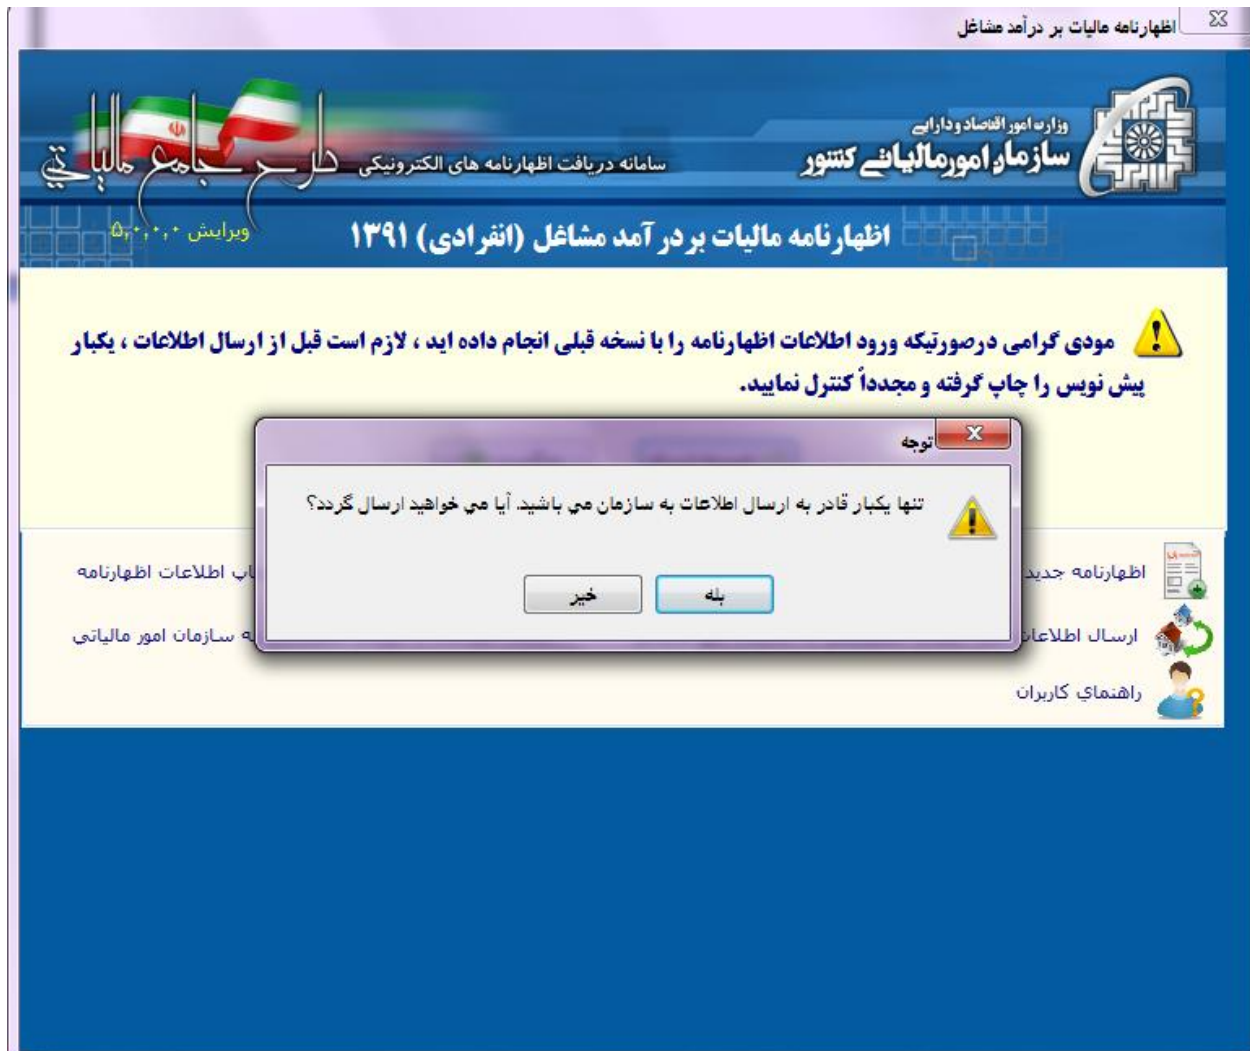 اظهارنامه مالیات بر درآمد مشاغل
وزارت امور اقتصاد و دارایی
سازمان امور مالیاتی کشور
سامانه دریافت اظهارنامه های الکترونیکی
طرح جامع مالیاتی
اظهارنامه مالیات بر درآمد مشاغل (انفرادی) ۱۳۹۱
ویرایش ۵,۰,۰,۰
مودی گرامی درصورتیکه ورود اطلاعات اظهارنامه را با نسخه قبلی انجام داده اید ، لازم است قبل از ارسال اطلاعات ، یکبار
پیش نویس را چاپ گرفته و مجدداً کنترل نمایید.
توجه
تنها یکبار قادر به ارسال اطلاعات به سازمان می باشید. آیا می خواهید ارسال گردد؟
بله
خیر
اظهارنامه جدید
اطلاعات اظهارنامه
ارسال
سازمان امور مالیاتی
راهنمای کاربران